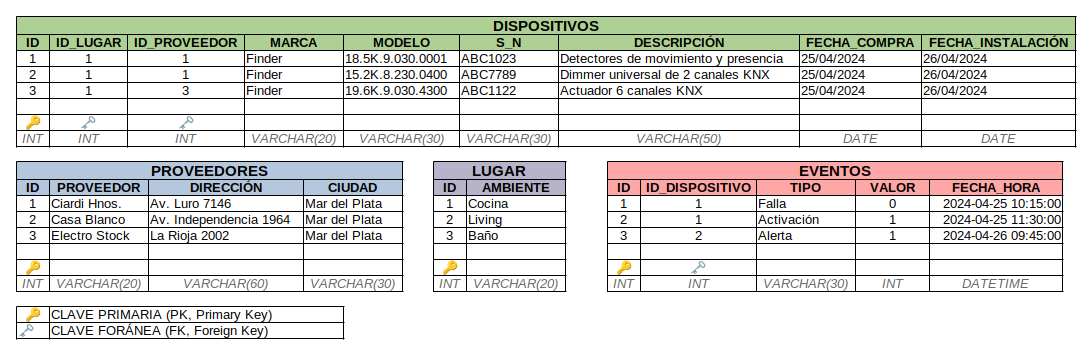 DISPOSITIVOS
ID ID_LUGAR ID_PROVEEDOR MARCA MODELO S_N DESCRIPCIÓN FECHA_COMPRA FECHA_INSTALACIÓN
1 1 1 Finder 18.5K.9.030.0001 ABC1023 Detectores de movimiento y presencia 25/04/2024 26/04/2024
2 1 1 Finder 15.2K.8.230.0400 ABC7789 Dimmer universal de 2 canales KNX 25/04/2024 26/04/2024
3 1 3 Finder 19.6K.9.030.4300 ABC1122 Actuador 6 canales KNX 25/04/2024 26/04/2024
INT INT INT VARCHAR(20) VARCHAR(30) VARCHAR(30) VARCHAR(50) DATE DATE
PROVEEDORES
ID PROVEEDOR DIRECCIÓN CIUDAD
1 Ciardi Hnos. Av. Luro 7146 Mar del Plata
2 Casa Blanco Av. Independencia 1964 Mar del Plata
3 Electro Stock La Rioja 2002 Mar del Plata
INT VARCHAR(20) VARCHAR(60) VARCHAR(30)
LUGAR
ID AMBIENTE
1 Cocina
2 Living
3 Baño
INT VARCHAR(20)
EVENTOS
ID ID_DISPOSITIVO TIPO VALOR FECHA_HORA
1 1 Falla 0 2024-04-25 10:15:00
2 1 Activación 1 2024-04-25 11:30:00
3 2 Alerta 1 2024-04-26 09:45:00
INT INT VARCHAR(30) INT DATETIME
CLAVE PRIMARIA (PK, Primary Key)
CLAVE FORÁNEA (FK, Foreign Key)